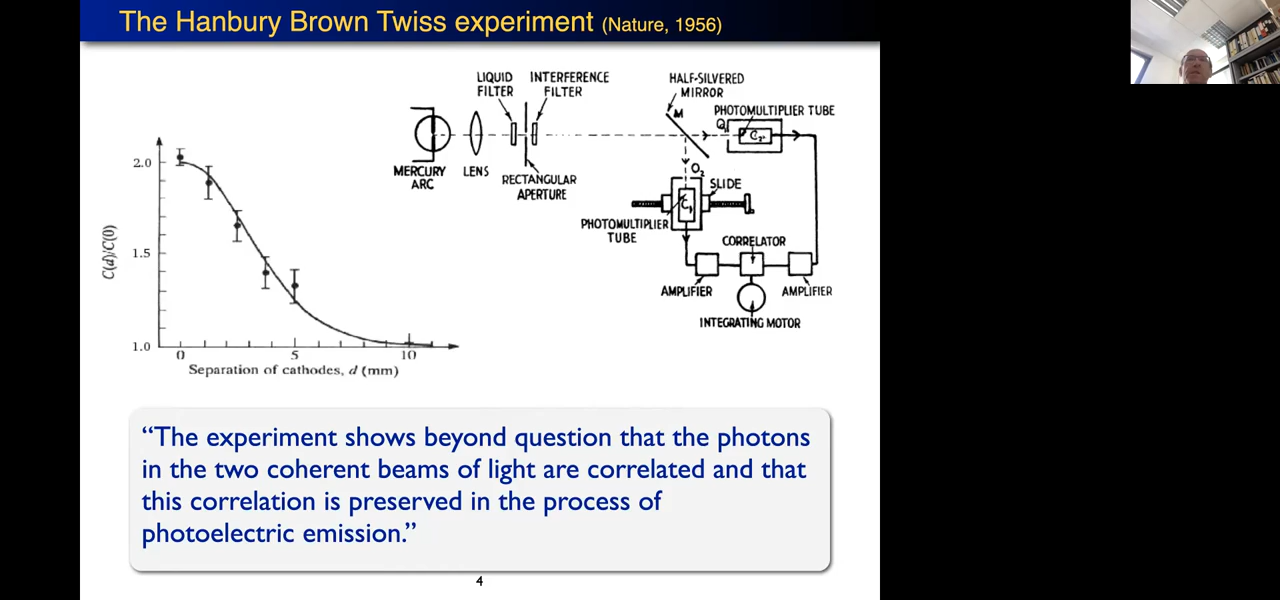 The Hanbury Brown Twiss experiment (Nature, 1956)
LIQUID FILTER
INTERFERENCE FILTER
HALF-SILVERED MIRROR
M
PHOTOMULTIPLIER TUBE
MERCURY ARC
LENS
RECTANGULAR APERTURE
O₂
SLIDE
PHOTOMULTIPLIER TUBE
CORRELATOR
AMPLIFIER
AMPLIFIER
INTEGRATING MOTOR
C(d)/C(0)
2.0
1.5
1.0
0 5 10
Separation of cathodes, d (mm)
“The experiment shows beyond question that the photons
in the two coherent beams of light are correlated and that
this correlation is preserved in the process of
photoelectric emission.”
4